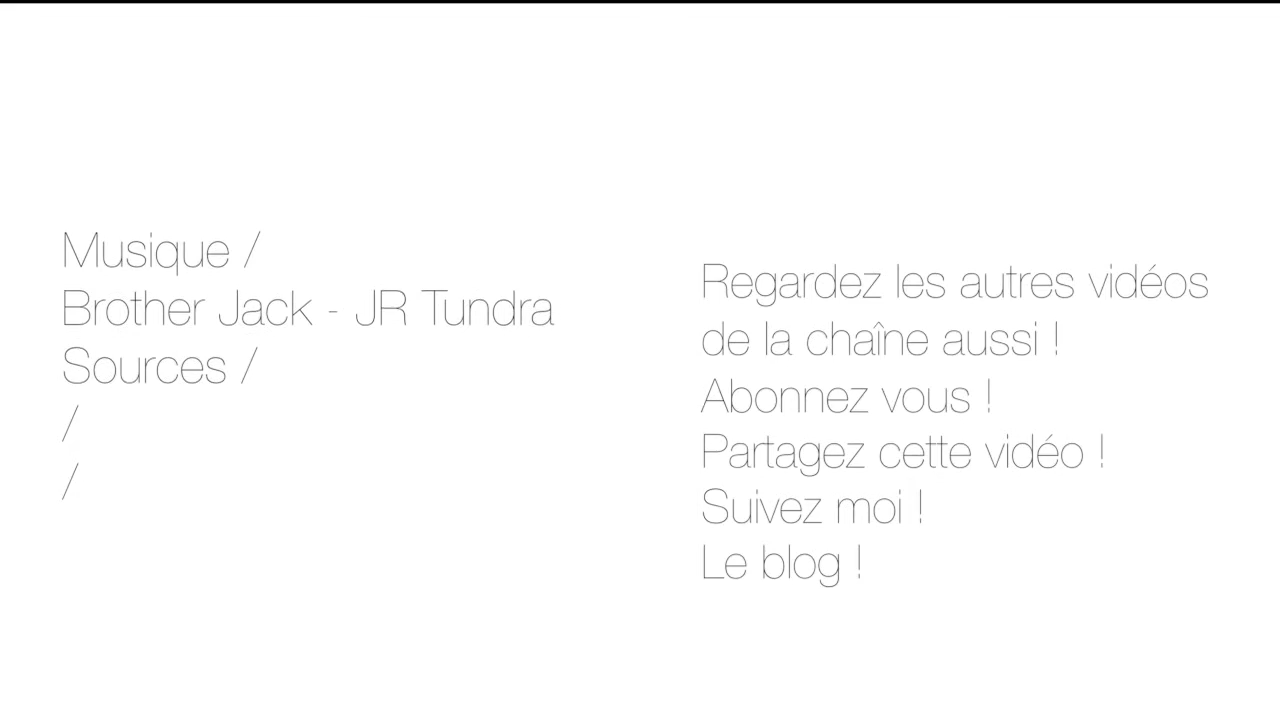 Musique /
Brother Jack - JR Tundra
Sources /
/
/
Regardez les autres vidéos
de la chaîne aussi !
Abonnez vous !
Partagez cette vidéo !
Suivez moi !
Le blog !